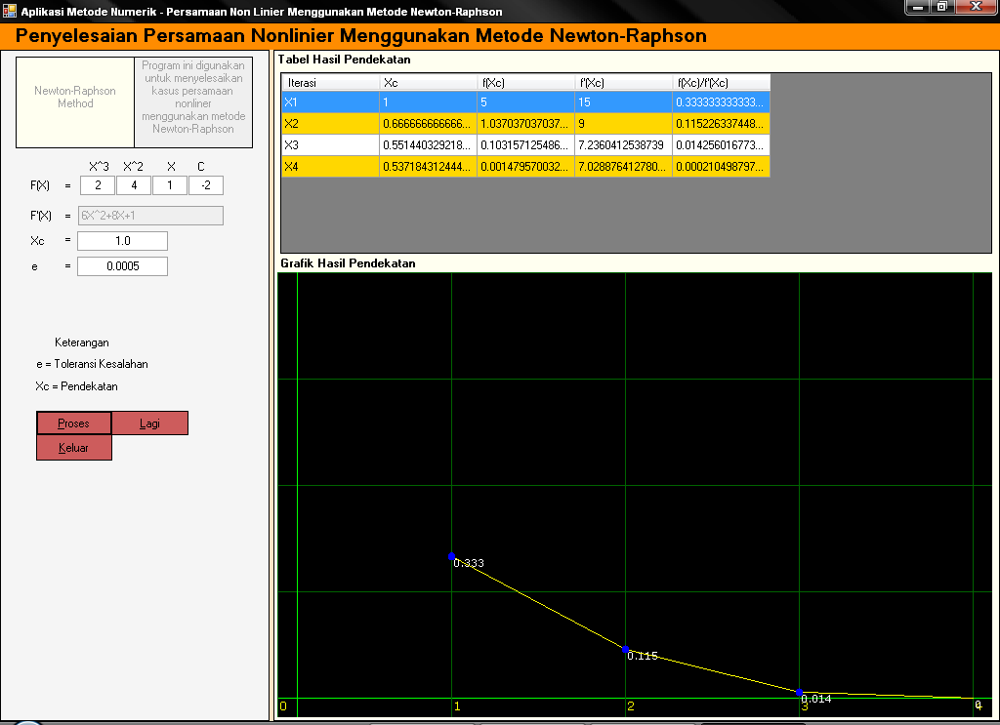 Aplikasi Metode Numerik - Persamaan Non Linier Menggunakan Metode Newton-Raphson
Penyelesaian Persamaan Nonlinier Menggunakan Metode Newton-Raphson
Newton-Raphson
Method
Program ini digunakan
untuk menyelesaikan
kasus persamaan
nonliner
menggunakan metode
Newton-Raphson
X^3 X^2 X C
F(X) = 2 4 1 -2
F'(X) = 6X^2+8X+1
Xc = 1.0
e = 0.0005
Keterangan
e = Toleransi Kesalahan
Xc = Pendekatan
Proses Lagi
Keluar
Tabel Hasil Pendekatan
Iterasi Xc f(Xc) f'(Xc) f(Xc)/f'(Xc)
X1 1 5 15 0.333333333333...
X2 0.666666666666... 1.037037037037... 9 0.115226337448...
X3 0.551440329218... 0.103157125486... 7.2360412538739 0.014256016773...
X4 0.537184312444... 0.001479570032... 7.028876412780... 0.000210498797...
Grafik Hasil Pendekatan
0.333
0.115
0.014
0 1 2 3 4